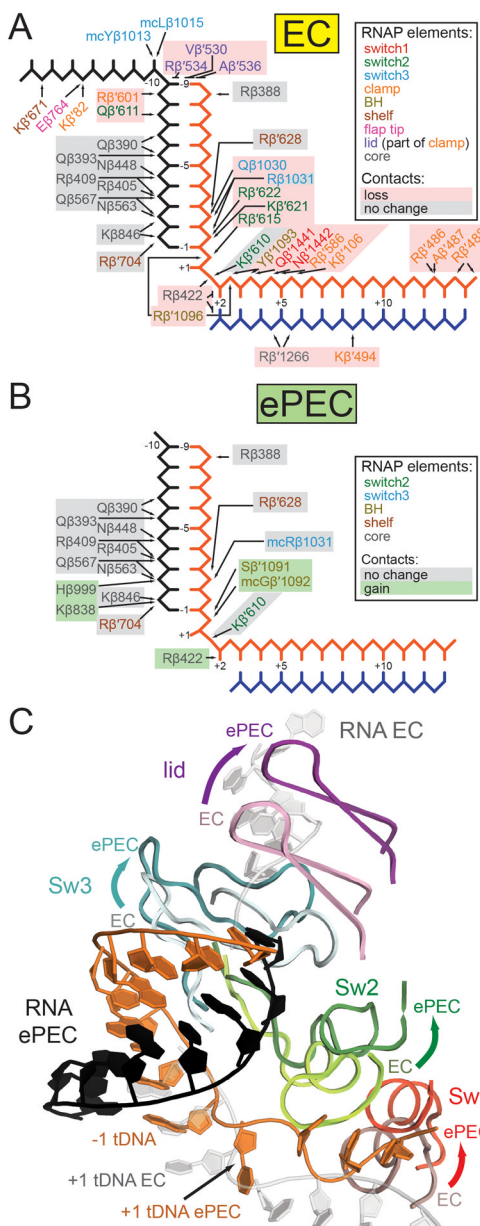 A
EC
mcLβ1015
mcYβ1013
Vβ'530
Rβ'534 Aβ'536
-10 -9
Kβ'671
Eβ764
Kβ'82
Rβ'601
Qβ'611
Rβ388
Qβ390
Qβ393
Nβ448
Rβ409
Rβ405
Qβ567
Nβ563
-5
Rβ'628
Qβ1030
Rβ1031
Rβ'622
Kβ'621
Rβ'615
Kβ846
-1
Rβ'704
+1
Kβ'610
Yβ'1093
Qβ'1441
Nβ'1442
Rβ'586
Kβ'106
Rβ'486
Aβ'487
Rβ'489
Rβ422
Rβ'1096
+2 +5 +10
Rβ'1266
Kβ'494
RNAP elements:
switch1
switch2
switch3
clamp
BH
shelf
flap tip
lid (part of clamp)
core
Contacts:
loss
no change
B
ePEC
-10 -9
Rβ388
Qβ390
Qβ393
Nβ448
Rβ409
Rβ405
Qβ567
Nβ563
-5
Rβ'628
mcRβ1031
Sβ'1091
mcGβ'1092
Hβ999
Kβ846
Kβ838
-1
Rβ'704
+1
Kβ'610
Rβ422
+2 +5 +10
RNAP elements:
switch2
switch3
BH
shelf
core
Contacts:
no change
gain
C
ePEC
RNA EC
lid
EC
ePEC
Sw3
EC
RNA
ePEC
Sw2
ePEC
EC
Sw
ePEC
EC
-1 tDNA
+1 tDNA EC
+1 tDNA ePEC